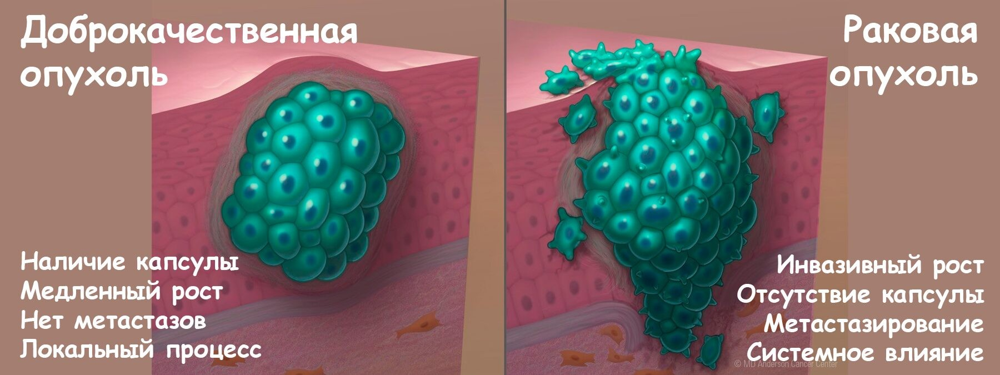 Доброкачественная
опухоль
Наличие капсулы
Медленный рост
Нет метастазов
Локальный процесс
Раковая
опухоль
Инвазивный рост
Отсутствие капсулы
Метастазирование
Системное влияние
© MD Anderson Cancer Center